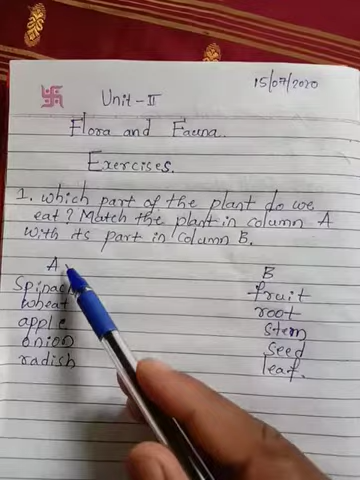 15/07/2020
Unit-II
Flora and Fauna.
Exercises.
1. which part of the plant do we
eat? Match the plant in column A
with its part in column B.
A B
Spinach fruit
wheat root
apple stem
onion seed
radish leaf.